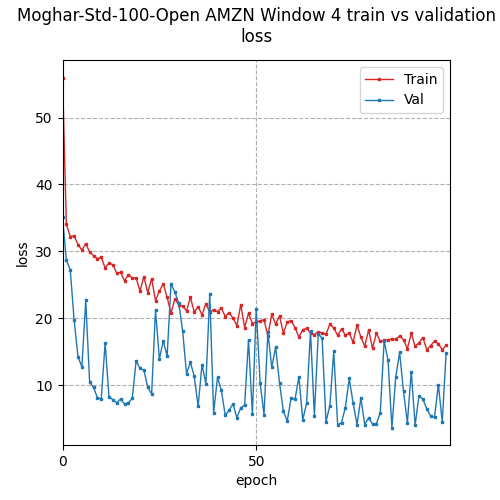 Moghar-Std-100-Open AMZN Window 4 train vs validation
loss
Train
Val
50
40
30
20
10
loss
0
50
epoch